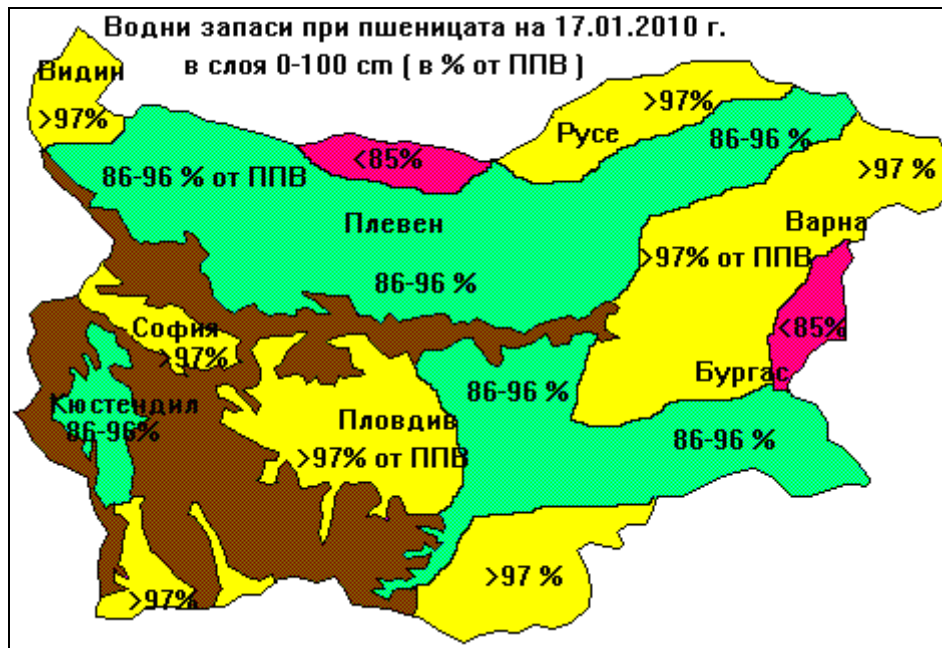 Водни запаси при пшеницата на 17.01.2010 г.
в слоя 0-100 cm ( в % от ППВ )
Видин
>97%
>97%
Русе
<85%
86-96 %
86-96 % от ППВ
>97 %
Плевен
Варна
>97% от ППВ
86-96 %
София
>97%
<85%
Бургас
86-96 %
Кюстендил
86-96%
Пловдив
>97% от ППВ
86-96 %
>97 %
>97%